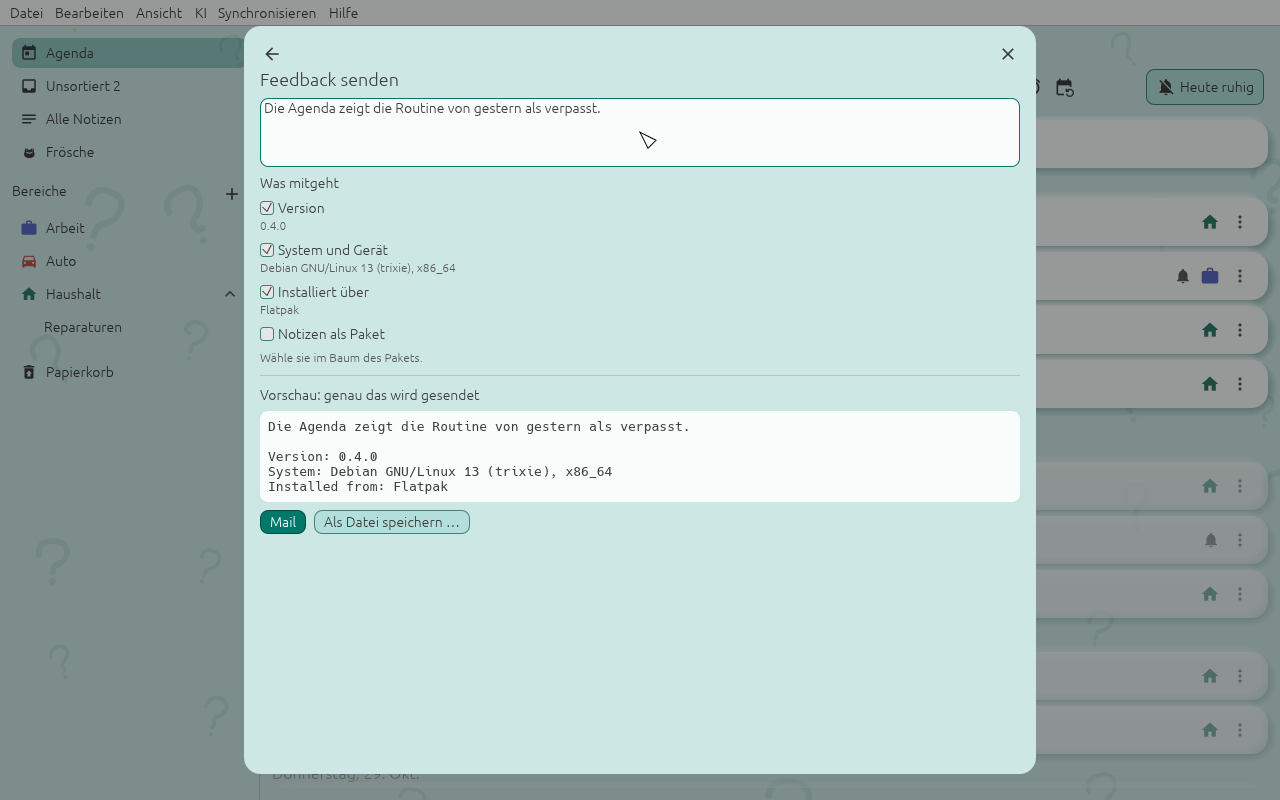 Datei Bearbeiten Ansicht KI Synchronisieren Hilfe
Agenda
Unsortiert 2
Alle Notizen
Frösche
Bereiche
Arbeit
Auto
Haushalt
Reparaturen
Papierkorb
Heute ruhig
Feedback senden
Die Agenda zeigt die Routine von gestern als verpasst.
Was mitgeht
Version
0.4.0
System und Gerät
Debian GNU/Linux 13 (trixie), x86_64
Installiert über
Flatpak
Notizen als Paket
Wähle sie im Baum des Pakets.
Vorschau: genau das wird gesendet
Die Agenda zeigt die Routine von gestern als verpasst.
Version: 0.4.0
System: Debian GNU/Linux 13 (trixie), x86_64
Installed from: Flatpak
Mail
Als Datei speichern …
Donnerstag, 29. Okt.